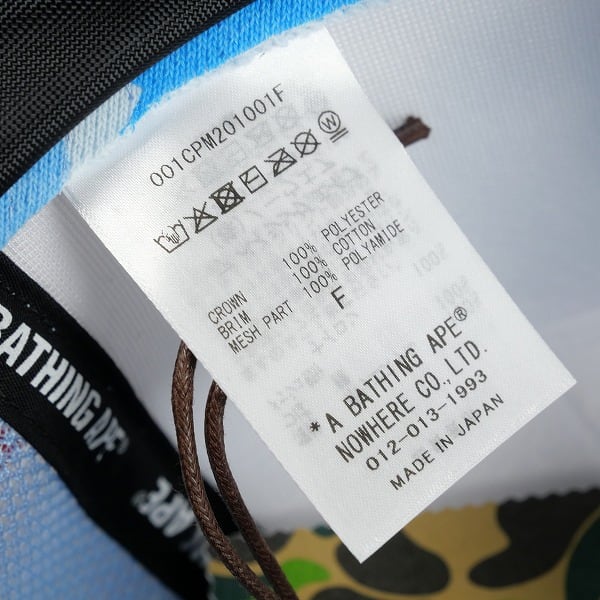 001CPM201001F
W
CROWN 100% POLYESTER
BRIM 100% COTTON
MESH PART 100% POLYAMIDE
F
* A BATHING APE®
NOWHERE CO., LTD.
012-013-1993
MADE IN JAPAN
BATHING APE®
APE®